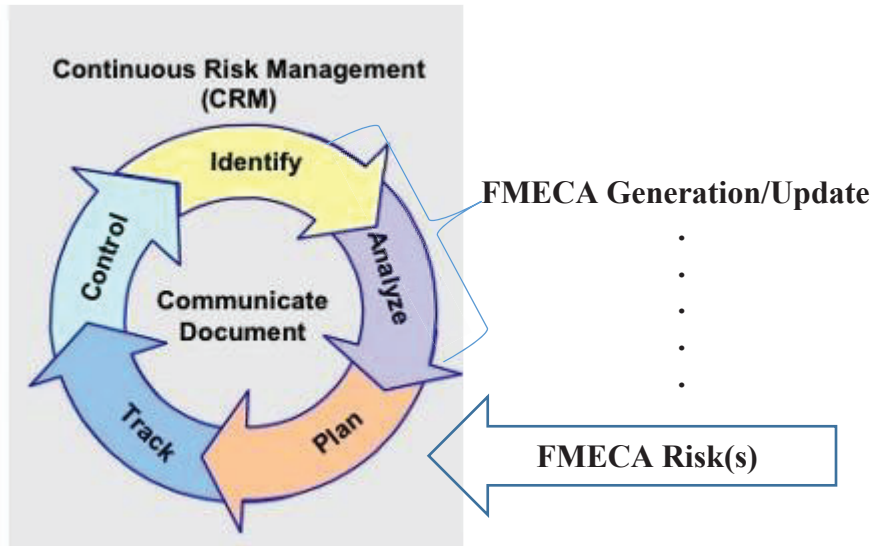 Continuous Risk Management
(CRM)
Identify
Analyze
Plan
Track
Control
Communicate
Document
FMECA Generation/Update
.
.
.
.
.
FMECA Risk(s)